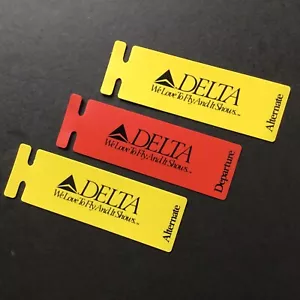 DELTA
We Love To Fly And It Shows.
Alternate
DELTA
We Love To Fly And It Shows.
Departure
DELTA
We Love To Fly And It Shows.
Alternate